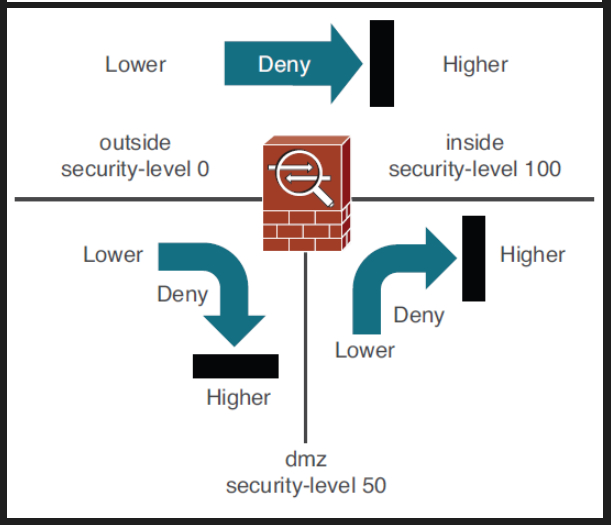 Lower
Deny
Higher
outside
security-level 0
inside
security-level 100
Lower
Deny
Higher
Higher
Deny
Lower
dmz
security-level 50